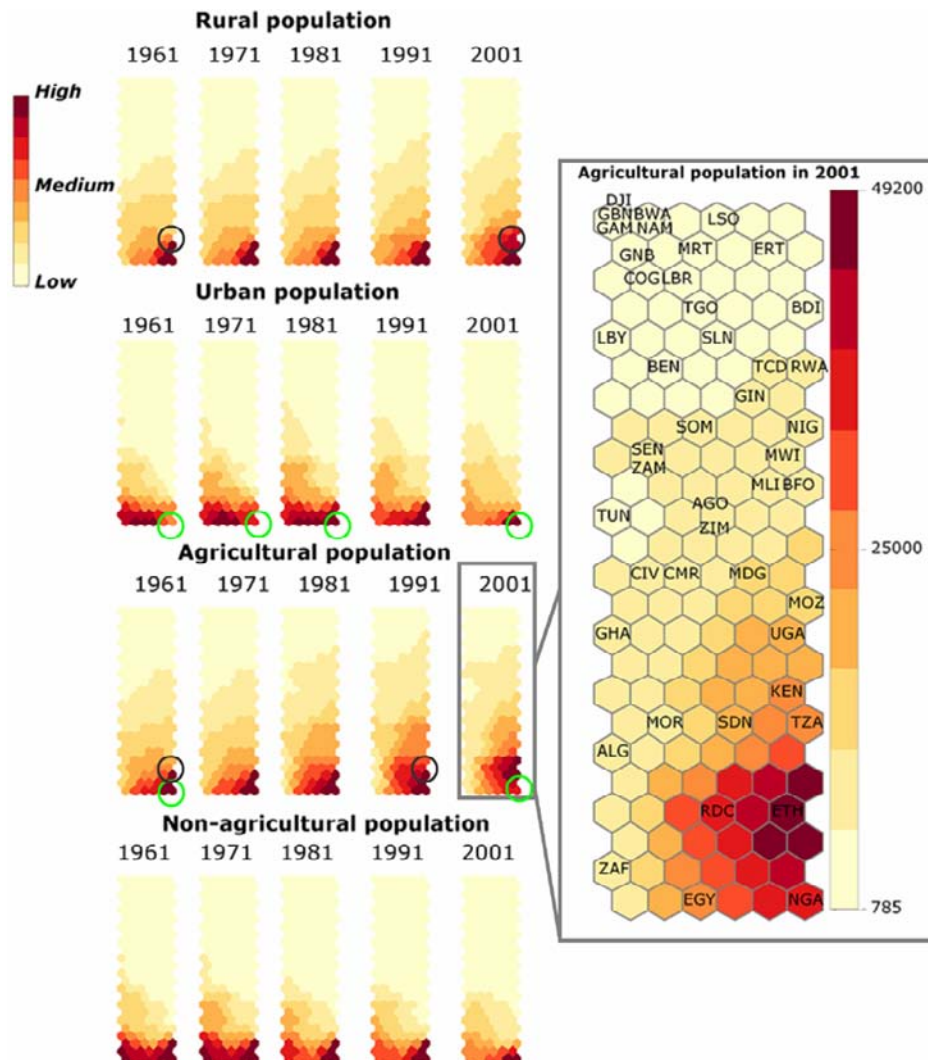 Rural population
1961 1971 1981 1991 2001
High
Medium
Low
Urban population
1961 1971 1981 1991 2001
Agricultural population
1961 1971 1981 1991 2001
Non-agricultural population
1961 1971 1981 1991 2001
Agricultural population in 2001
49200
25000
785
DJI
GBNBWA LSO
GAM NAM
GNB MRT ERT
COGLBR
TGO BDI
LBY SLN
BEN TCD RWA
GIN
SOM NIG
SEN MWI
ZAM
MLI BFO
AGO
TUN ZIM
CIV CMR MDG
MOZ
GHA UGA
KEN
MOR SDN TZA
ALG
RDC ETH
ZAF
EGY NGA